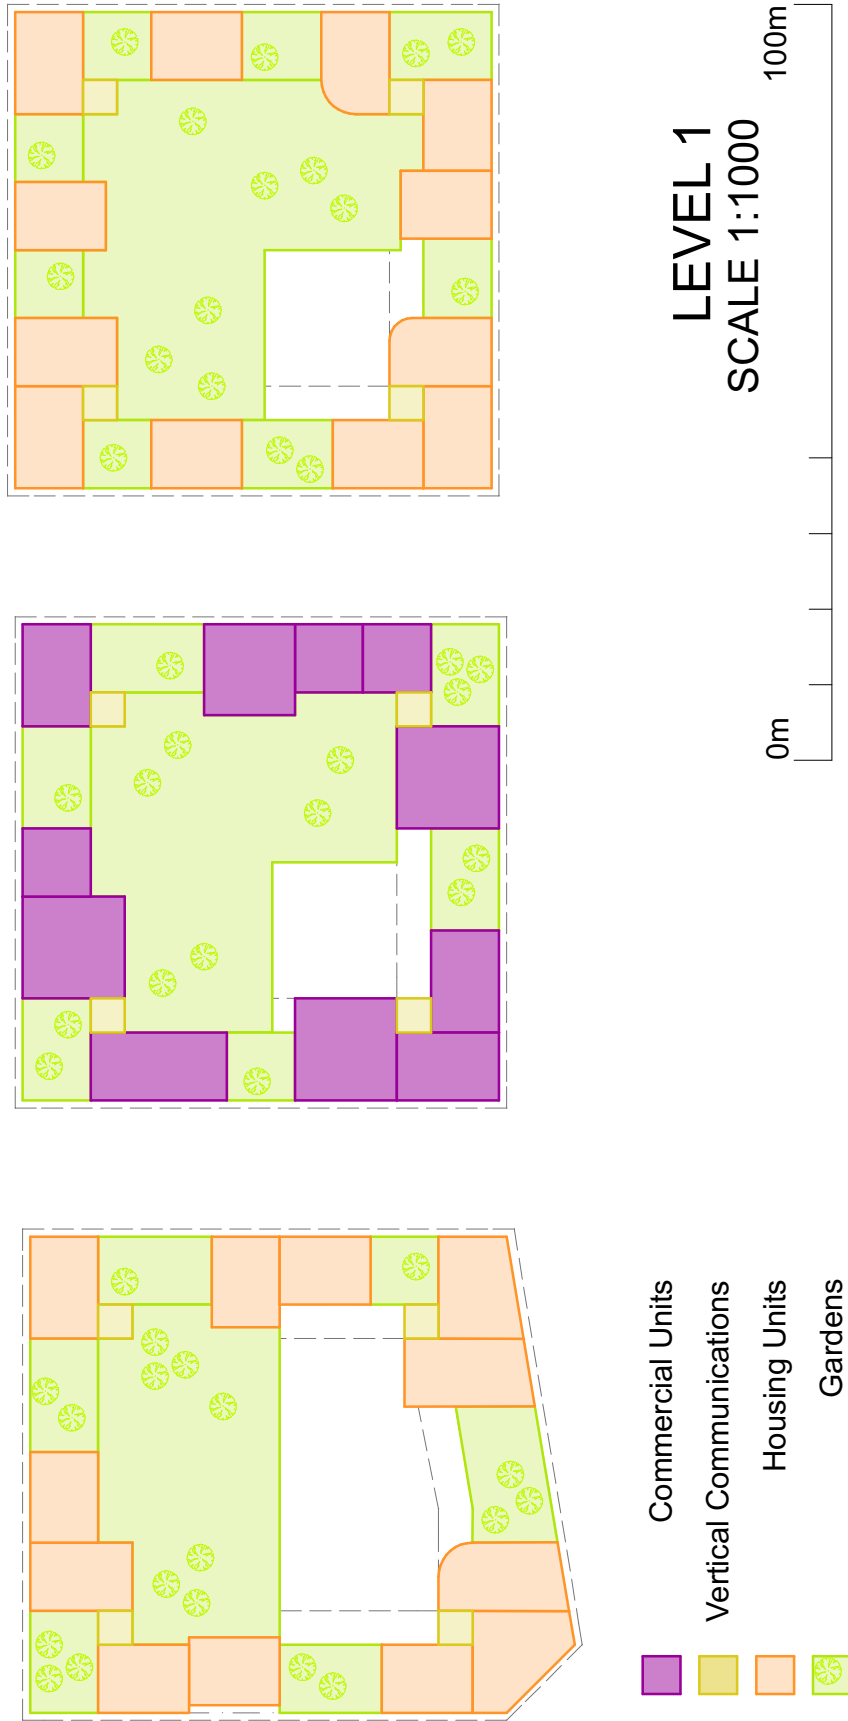 LEVEL 1
SCALE 1:1000
0m
100m
Commercial Units
Vertical Communications
Housing Units
Gardens